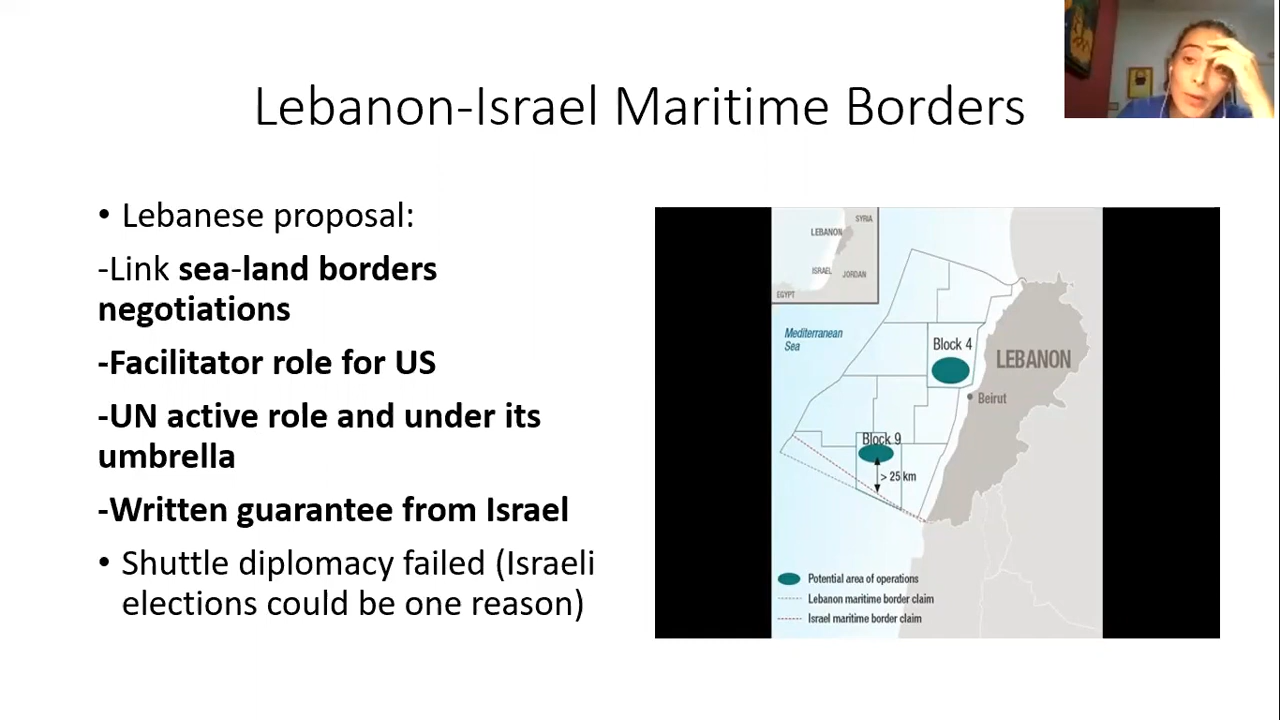 Lebanon-Israel Maritime Borders
• Lebanese proposal:
-Link sea-land borders
negotiations
-Facilitator role for US
-UN active role and under its
umbrella
-Written guarantee from Israel
• Shuttle diplomacy failed (Israeli
elections could be one reason)
SYRIA
LEBANON
ISRAEL
JORDAN
EGYPT
Mediterranean
Sea
Block 4
LEBANON
Beirut
Block 9
> 25 km
Potential area of operations
Lebanon maritime border claim
Israel maritime border claim